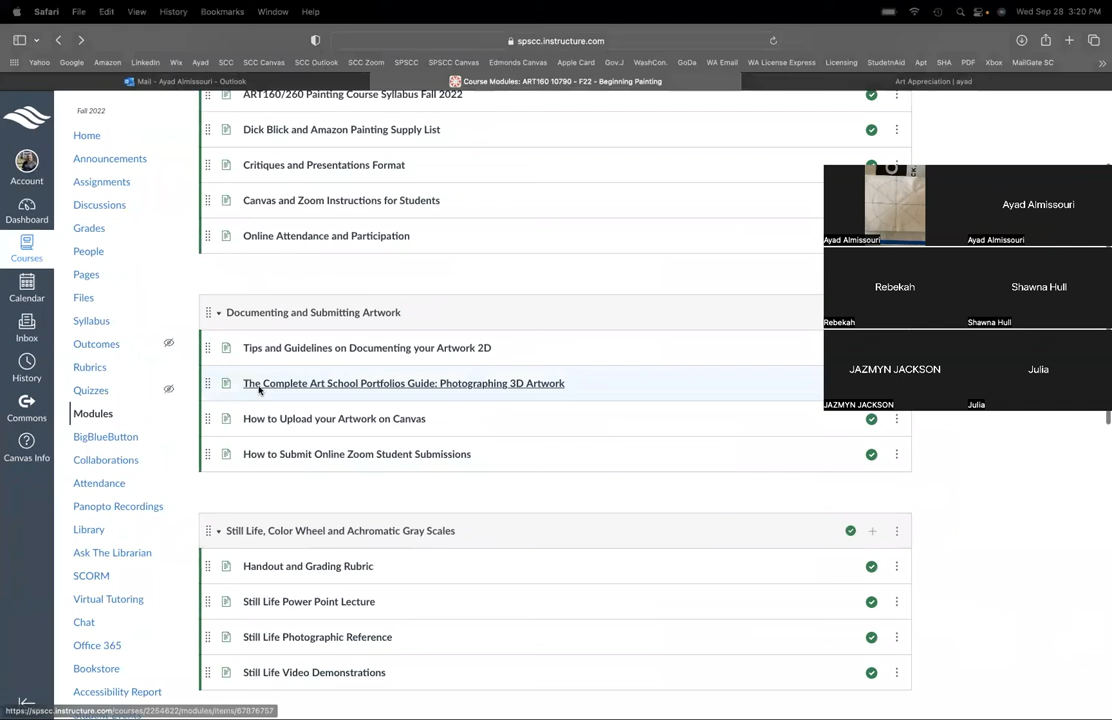 Safari File Edit View History Bookmarks Window Help Wed Sep 28 3:20 PM
spscc.instructure.com
Yahoo Google Amazon LinkedIn Wix Ayad SCC SCC Canvas SCC Outlook SCC Zoom SPSCC SPSCC Canvas Edmonds Canvas Apple Card Gov.J WashCon. GoDa WA Email WA License Express Licensing StudetnAid Apt SHA PDF Xbox MailGate SC
Mail - Ayad Almissouri - Outlook
Course Modules: ART160 10790 - F22 - Beginning Painting
Art Appreciation | ayad
Account
Dashboard
Courses
Calendar
Inbox
History
Commons
Canvas Info
Fall 2022
Home
Announcements
Assignments
Discussions
Grades
People
Pages
Files
Syllabus
Outcomes
Rubrics
Quizzes
Modules
BigBlueButton
Collaborations
Attendance
Panopto Recordings
Library
Ask The Librarian
SCORM
Virtual Tutoring
Chat
Office 365
Bookstore
Accessibility Report
ART160/260 Painting Course Syllabus Fall 2022
Dick Blick and Amazon Painting Supply List
Critiques and Presentations Format
Canvas and Zoom Instructions for Students
Online Attendance and Participation
Documenting and Submitting Artwork
Tips and Guidelines on Documenting your Artwork 2D
The Complete Art School Portfolios Guide: Photographing 3D Artwork
How to Upload your Artwork on Canvas
How to Submit Online Zoom Student Submissions
Still Life, Color Wheel and Achromatic Gray Scales
Handout and Grading Rubric
Still Life Power Point Lecture
Still Life Photographic Reference
Still Life Video Demonstrations
Ayad Almissouri
Ayad Almissouri
Ayad Almissouri
Rebekah
Shawna Hull
Rebekah
Shawna Hull
JAZMYN JACKSON
Julia
JAZMYN JACKSON
Julia
https://spscc.instructure.com/courses/2254622/modules/items/67876757